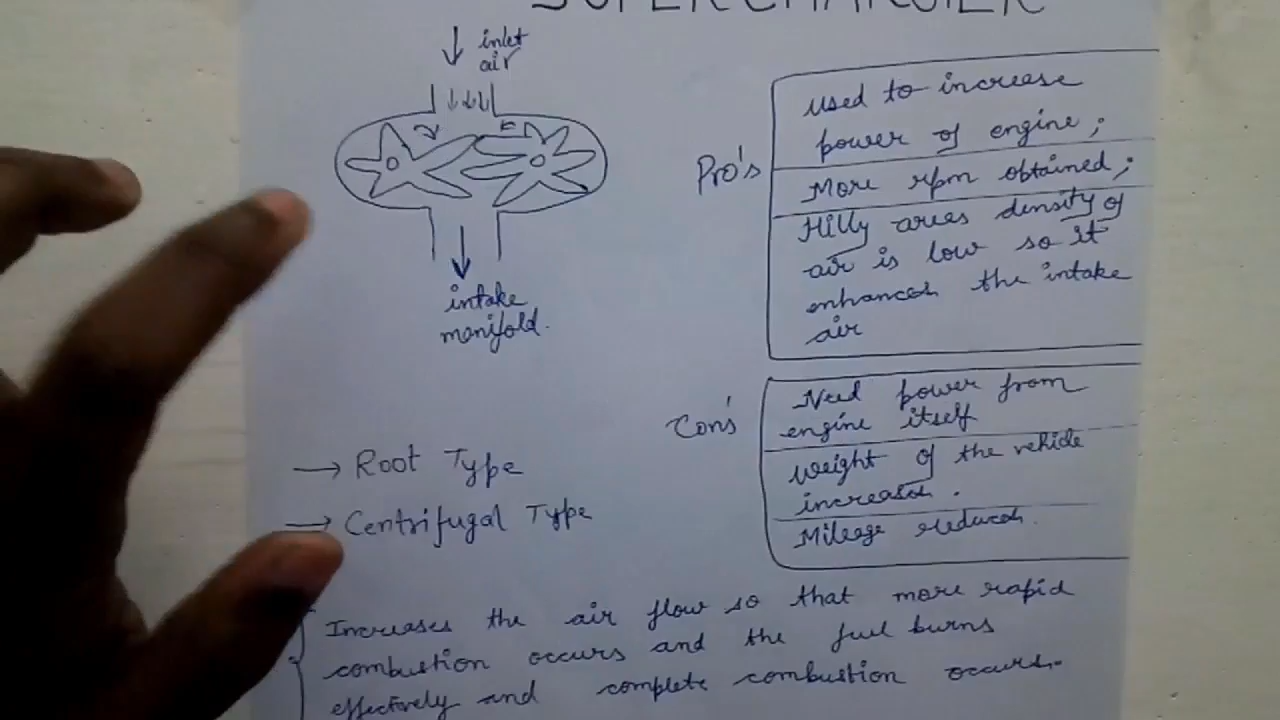 SUPERCHARGER
inlet
air
intake
manifold.
Pro's
used to increase
power of engine;
More rpm obtained;
Hilly areas density of
air is low so it
enhances the intake
air
Con's
Need power from
engine itself
Weight of the vehicle
increases.
Mileage reduces.
→ Root Type
→ Centrifugal Type
Increases the air flow so that more rapid
combustion occurs and the fuel burns
effectively and complete combustion occurs.